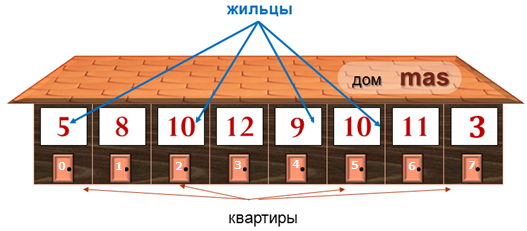 жильцы
дом mas
5 8 10 12 9 10 11 3
0 1 2 3 4 5 6 7
квартиры